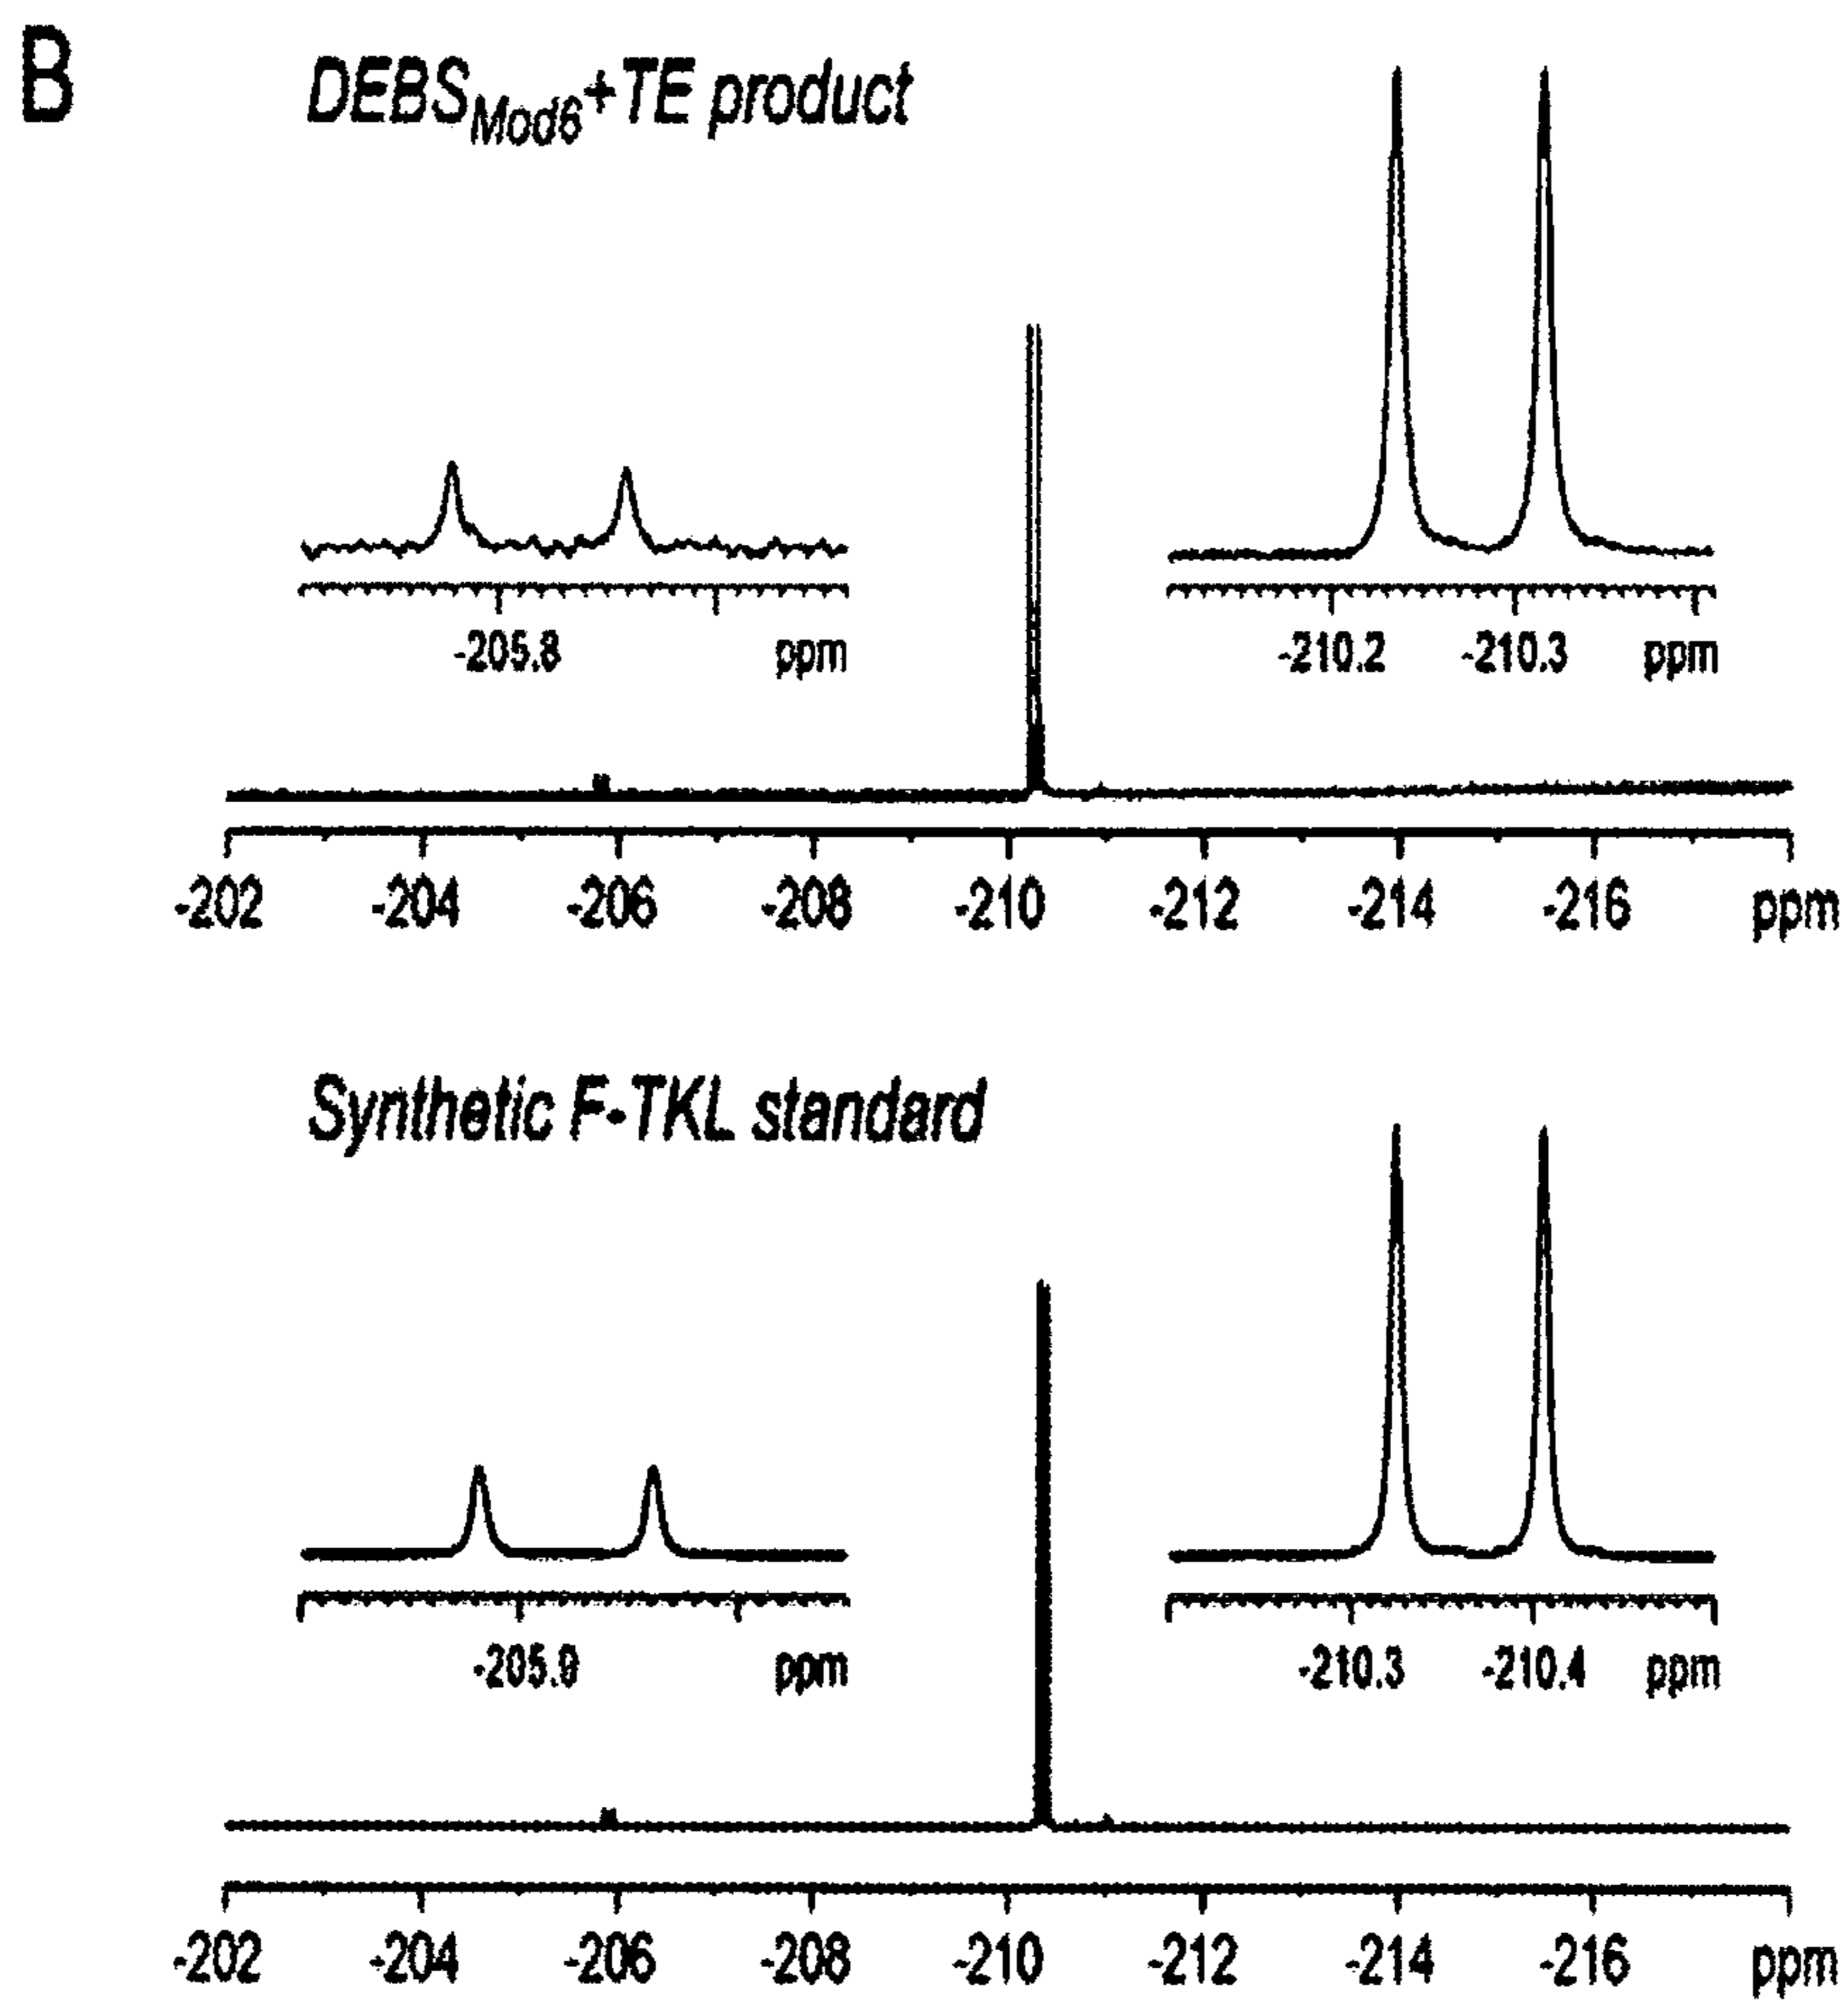 B
DEBSMod6+TE product
-205.8 ppm
-210.2 -210.3 ppm
-202 -204 -206 -208 -210 -212 -214 -216 ppm
Synthetic F-TKL standard
-205.9 ppm
-210.3 -210.4 ppm
-202 -204 -206 -208 -210 -212 -214 -216 ppm